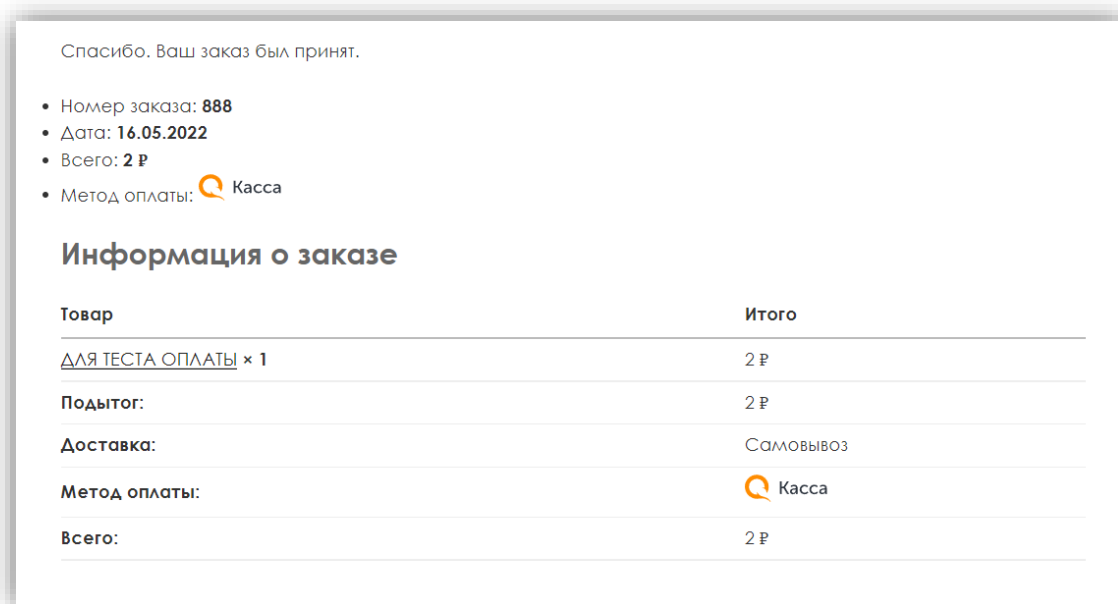 Спасибо. Ваш заказ был принят.
• Номер заказа: 888
• Дата: 16.05.2022
• Всего: 2 ₽
• Метод оплаты: Касса
Информация о заказе
Товар Итого
ДЛЯ ТЕСТА ОПЛАТЫ × 1 2 ₽
Подытог: 2 ₽
Доставка: Самовывоз
Метод оплаты: Касса
Всего: 2 ₽